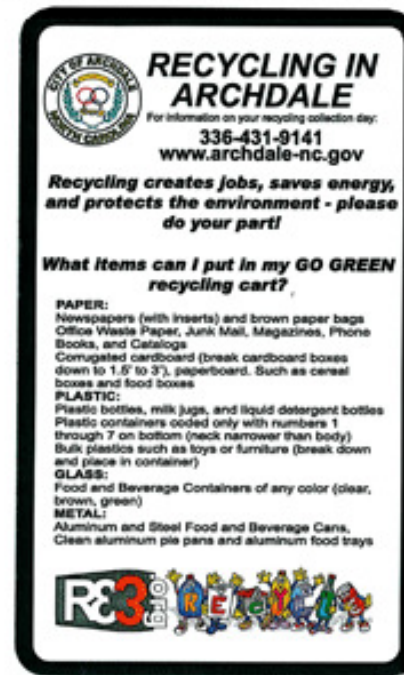 CITY OF ARCHDALE
NORTH CAROLINA
RECYCLING IN
ARCHDALE
For information on your recycling collection day:
336-431-9141
www.archdale-nc.gov
Recycling creates jobs, saves energy,
and protects the environment - please
do your part!
What items can I put in my GO GREEN
recycling cart?
PAPER:
Newspapers (with inserts) and brown paper bags
Office Waste Paper, Junk Mail, Magazines, Phone
Books, and Catalogs
Corrugated cardboard (break cardboard boxes
down to 1.5' to 3'), paperboard. Such as cereal
boxes and food boxes
PLASTIC:
Plastic bottles, milk jugs, and liquid detergent bottles
Plastic containers coded only with numbers 1
through 7 on bottom (neck narrower than body)
Bulk plastics such as toys or furniture (break down
and place in container)
GLASS:
Food and Beverage Containers of any color (clear,
brown, green)
METAL:
Aluminum and Steel Food and Beverage Cans,
Clean aluminum pie pans and aluminum food trays
RE3.org RECYCLE